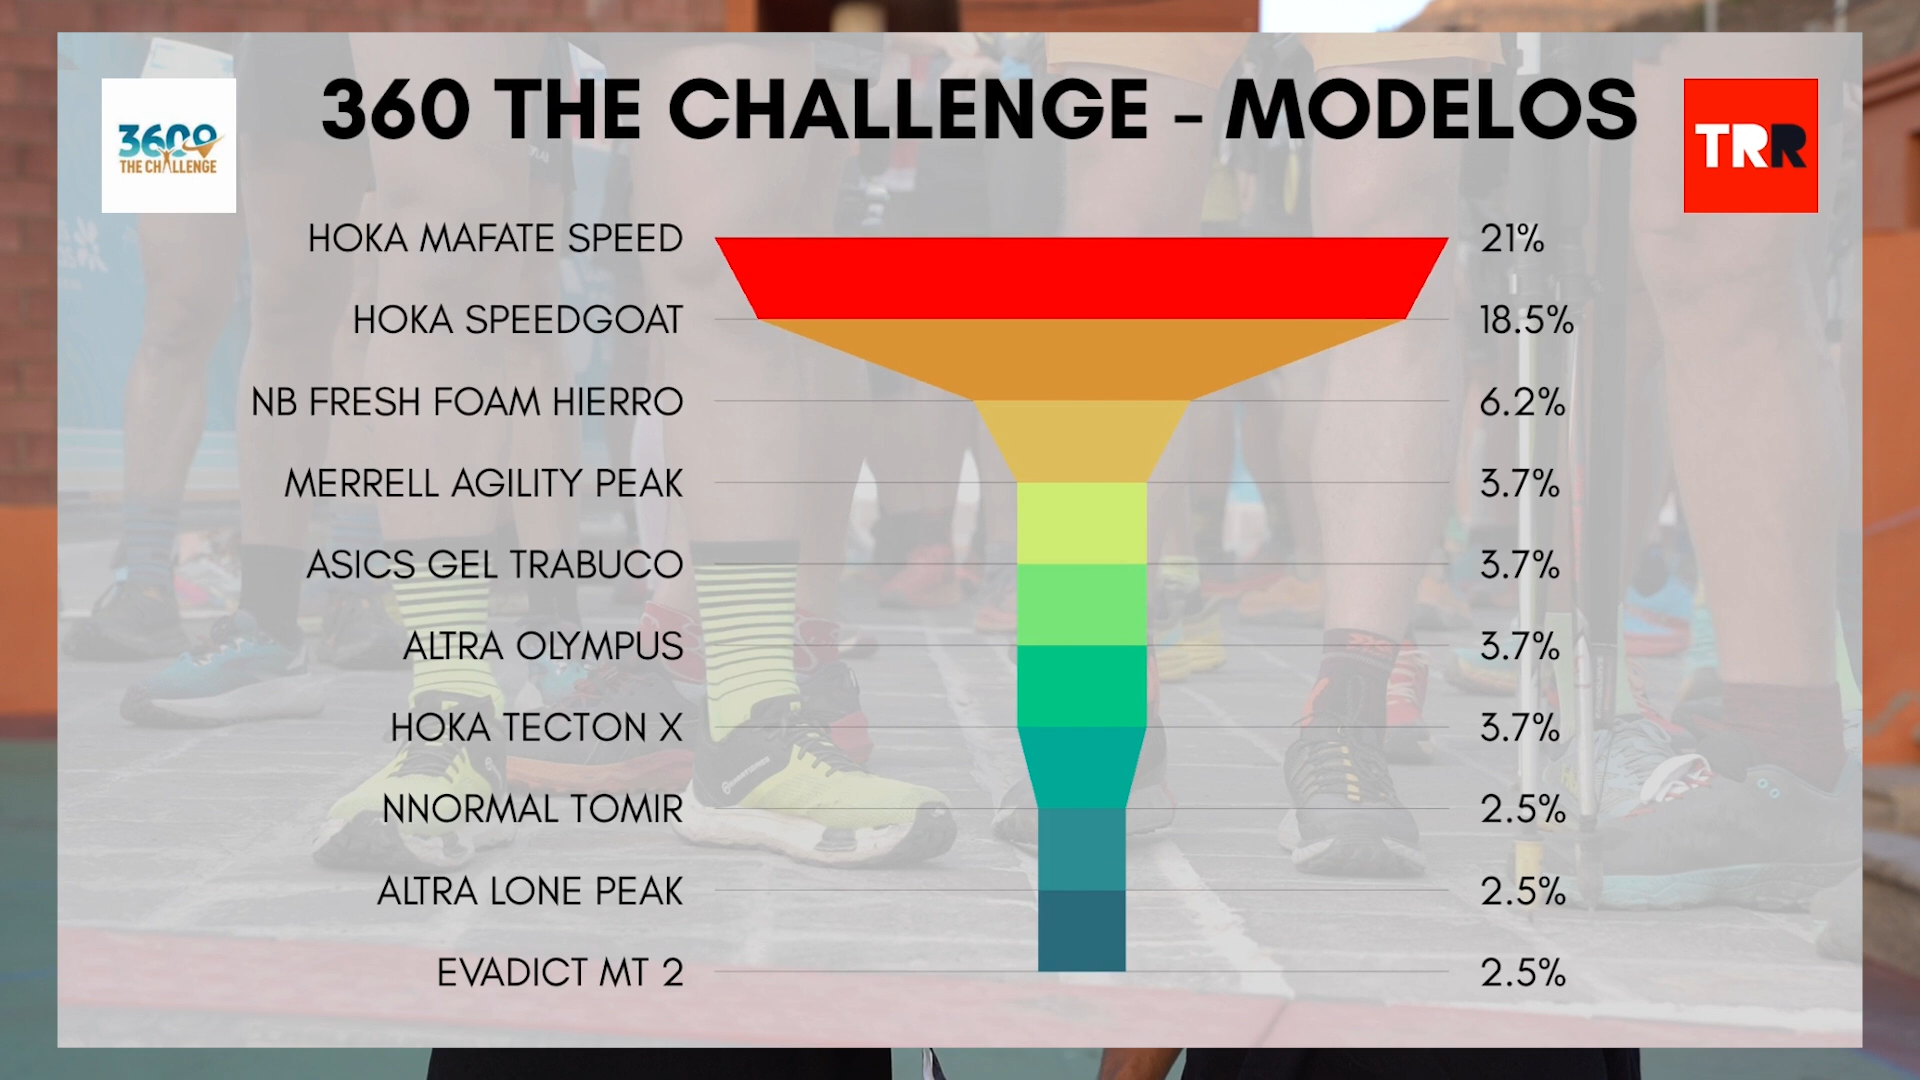 360 THE CHALLENGE - MODELOS
360°
THE CHALLENGE
TRR
HOKA MAFATE SPEED 21%
HOKA SPEEDGOAT 18.5%
NB FRESH FOAM HIERRO 6.2%
MERRELL AGILITY PEAK 3.7%
ASICS GEL TRABUCO 3.7%
ALTRA OLYMPUS 3.7%
HOKA TECTON X 3.7%
NNORMAL TOMIR 2.5%
ALTRA LONE PEAK 2.5%
EVADICT MT 2 2.5%